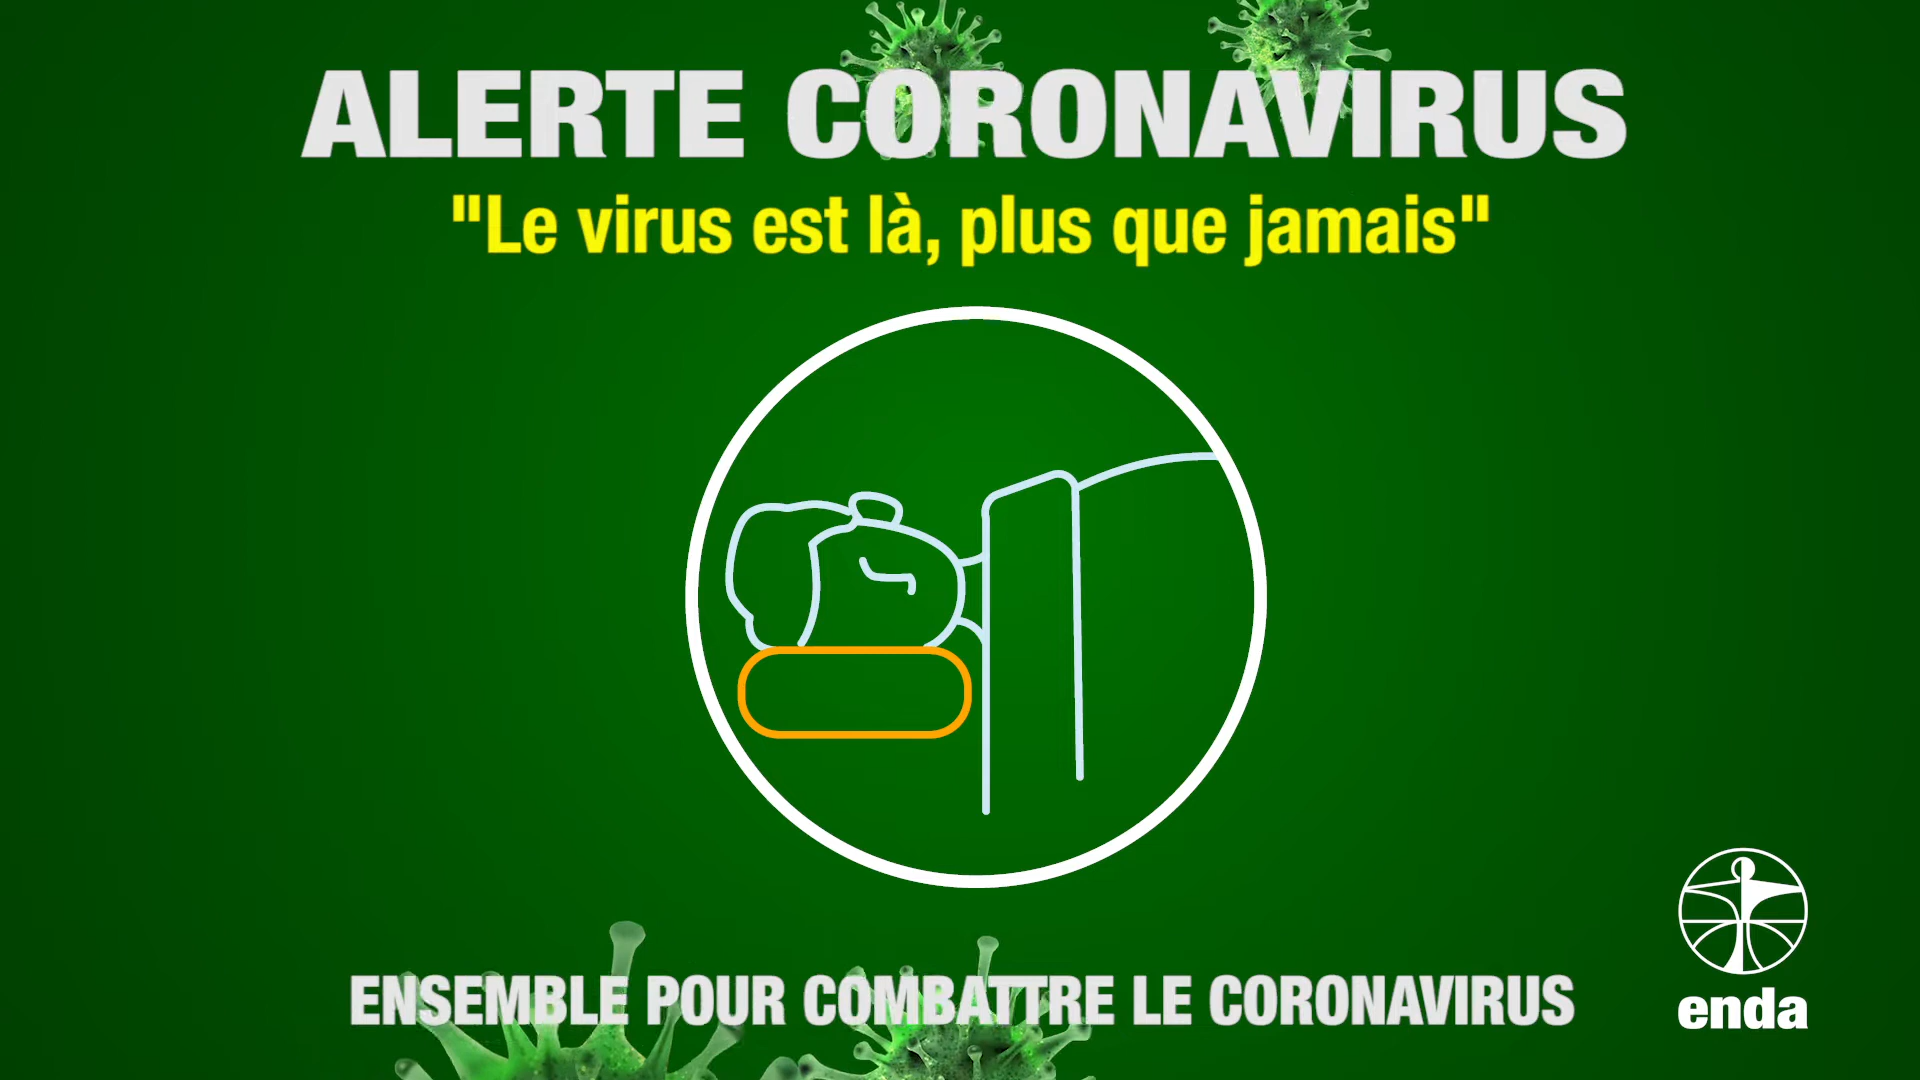 ALERTE CORONAVIRUS
"Le virus est là, plus que jamais"
ENSEMBLE POUR COMBATTRE LE CORONAVIRUS
enda